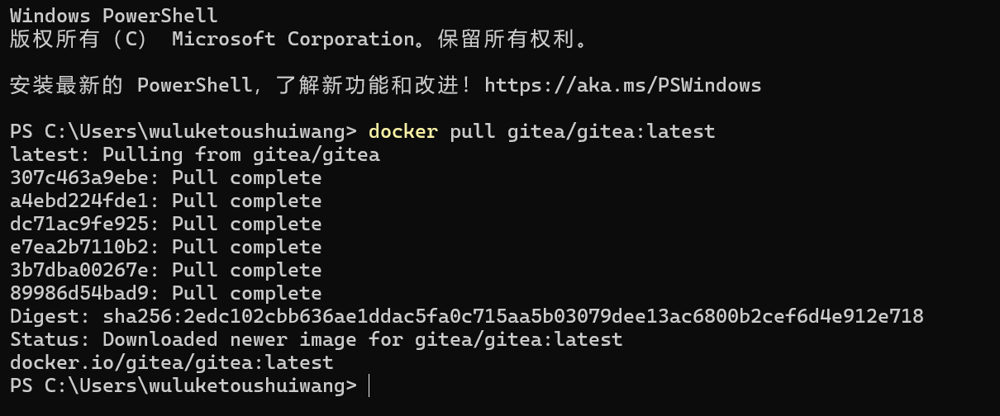 Windows PowerShell
版权所有（C） Microsoft Corporation。保留所有权利。
安装最新的 PowerShell，了解新功能和改进！https://aka.ms/PSWindows
PS C:\Users\wuluketoushuiwang> docker pull gitea/gitea:latest
latest: Pulling from gitea/gitea
307c463a9ebe: Pull complete
a4ebd224fde1: Pull complete
dc71ac9fe925: Pull complete
e7ea2b7110b2: Pull complete
3b7dba00267e: Pull complete
89986d54bad9: Pull complete
Digest: sha256:2edc102cbb636ae1ddac5fa0c715aa5b03079dee13ac6800b2cef6d4e912e718
Status: Downloaded newer image for gitea/gitea:latest
docker.io/gitea/gitea:latest
PS C:\Users\wuluketoushuiwang>